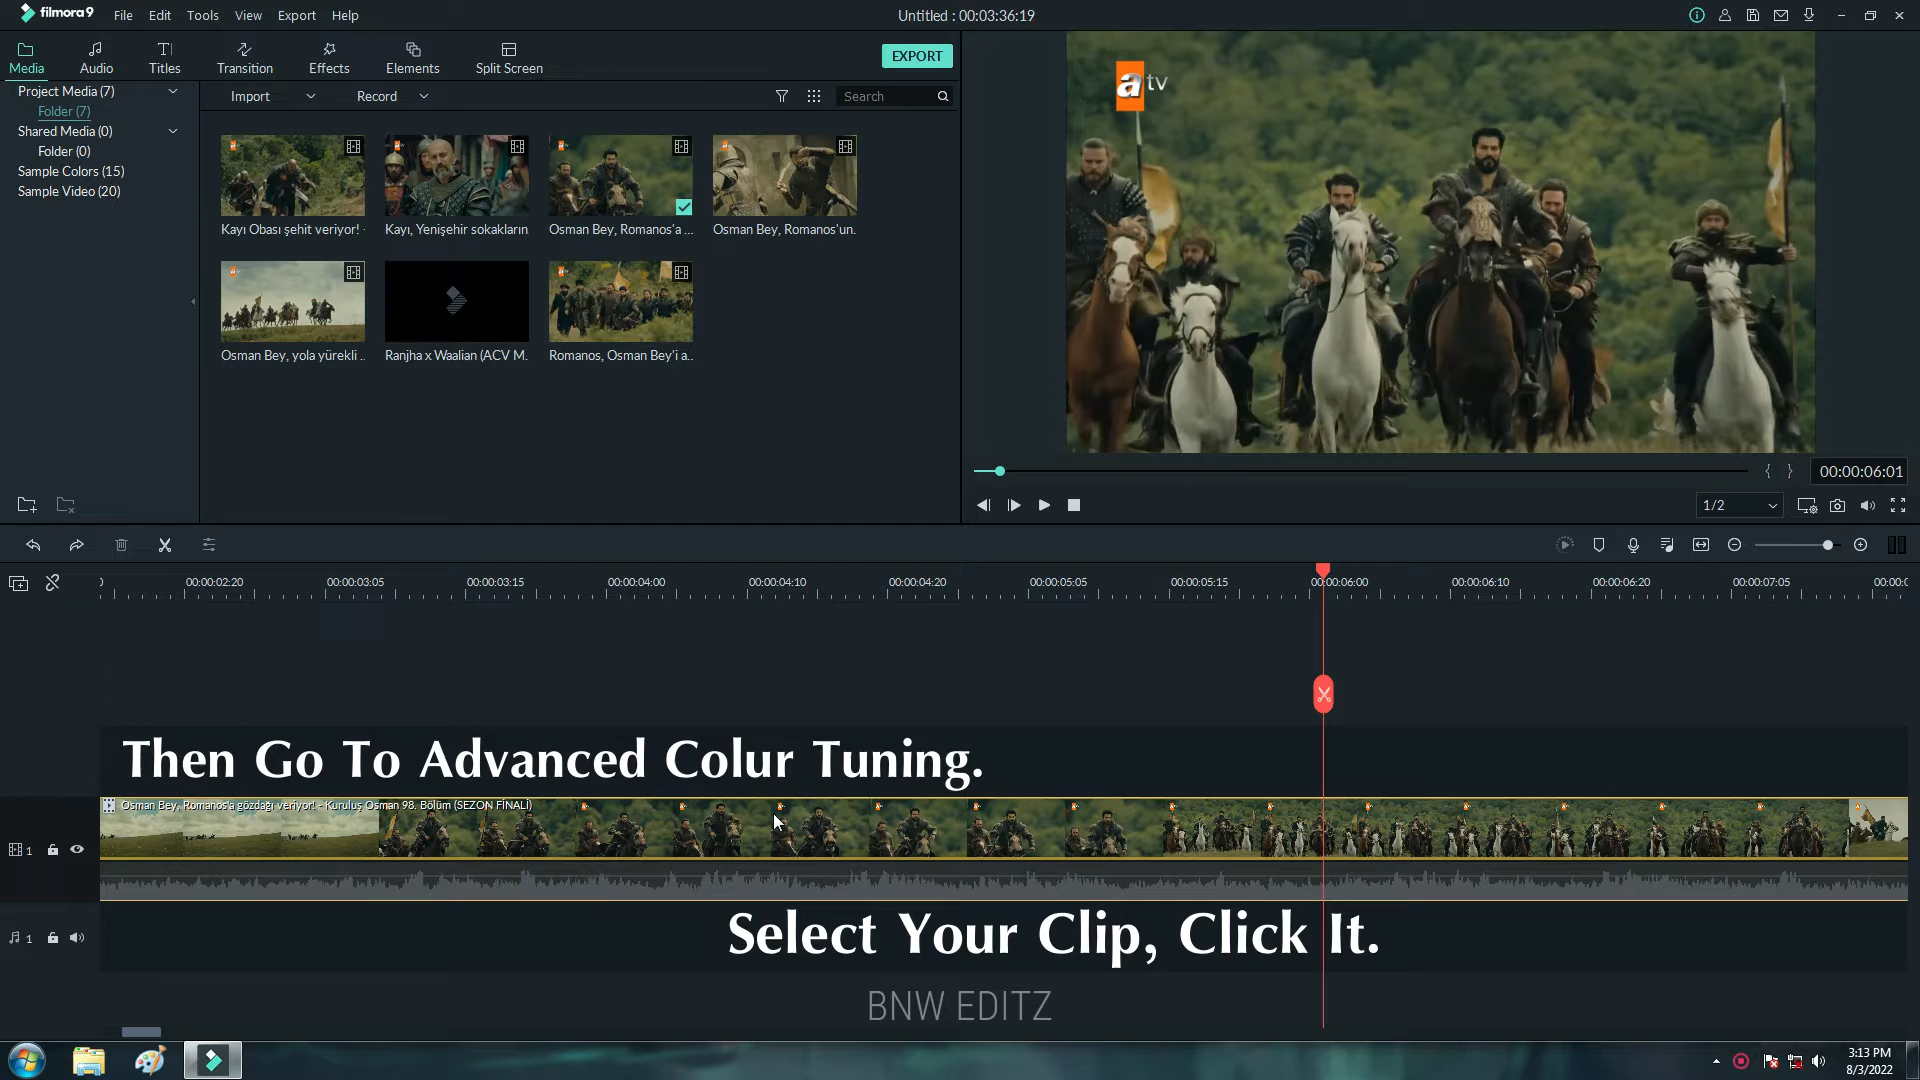 filmora9
File Edit Tools View Export Help
Untitled : 00:03:36:19
Media Audio Titles Transition Effects Elements Split Screen
EXPORT
Project Media (7)
Folder (7)
Shared Media (0)
Folder (0)
Sample Colors (15)
Sample Video (20)
Import Record Search
Kayı Obası şehit veriyor! -
Kayı, Yenişehir sokakların
Osman Bey, Romanos'a ...
Osman Bey, Romanos'un.
Osman Bey, yola yürekli ..
Ranjha x Waalian (ACV M.
Romanos, Osman Bey'i a..
a tv
00:00:06:01
1/2
00:00:02:20 00:00:03:05 00:00:03:15 00:00:04:00 00:00:04:10 00:00:04:20 00:00:05:05 00:00:05:15 00:00:06:00 00:00:06:10 00:00:06:20 00:00:07:05
Then Go To Advanced Colur Tuning.
Osman Bey, Romanos'a gözdağı veriyor! - Kuruluş Osman 98. Bölüm (SEZON FİNALİ)
1
1
Select Your Clip, Click It.
BNW EDITZ
3:13 PM
8/3/2022